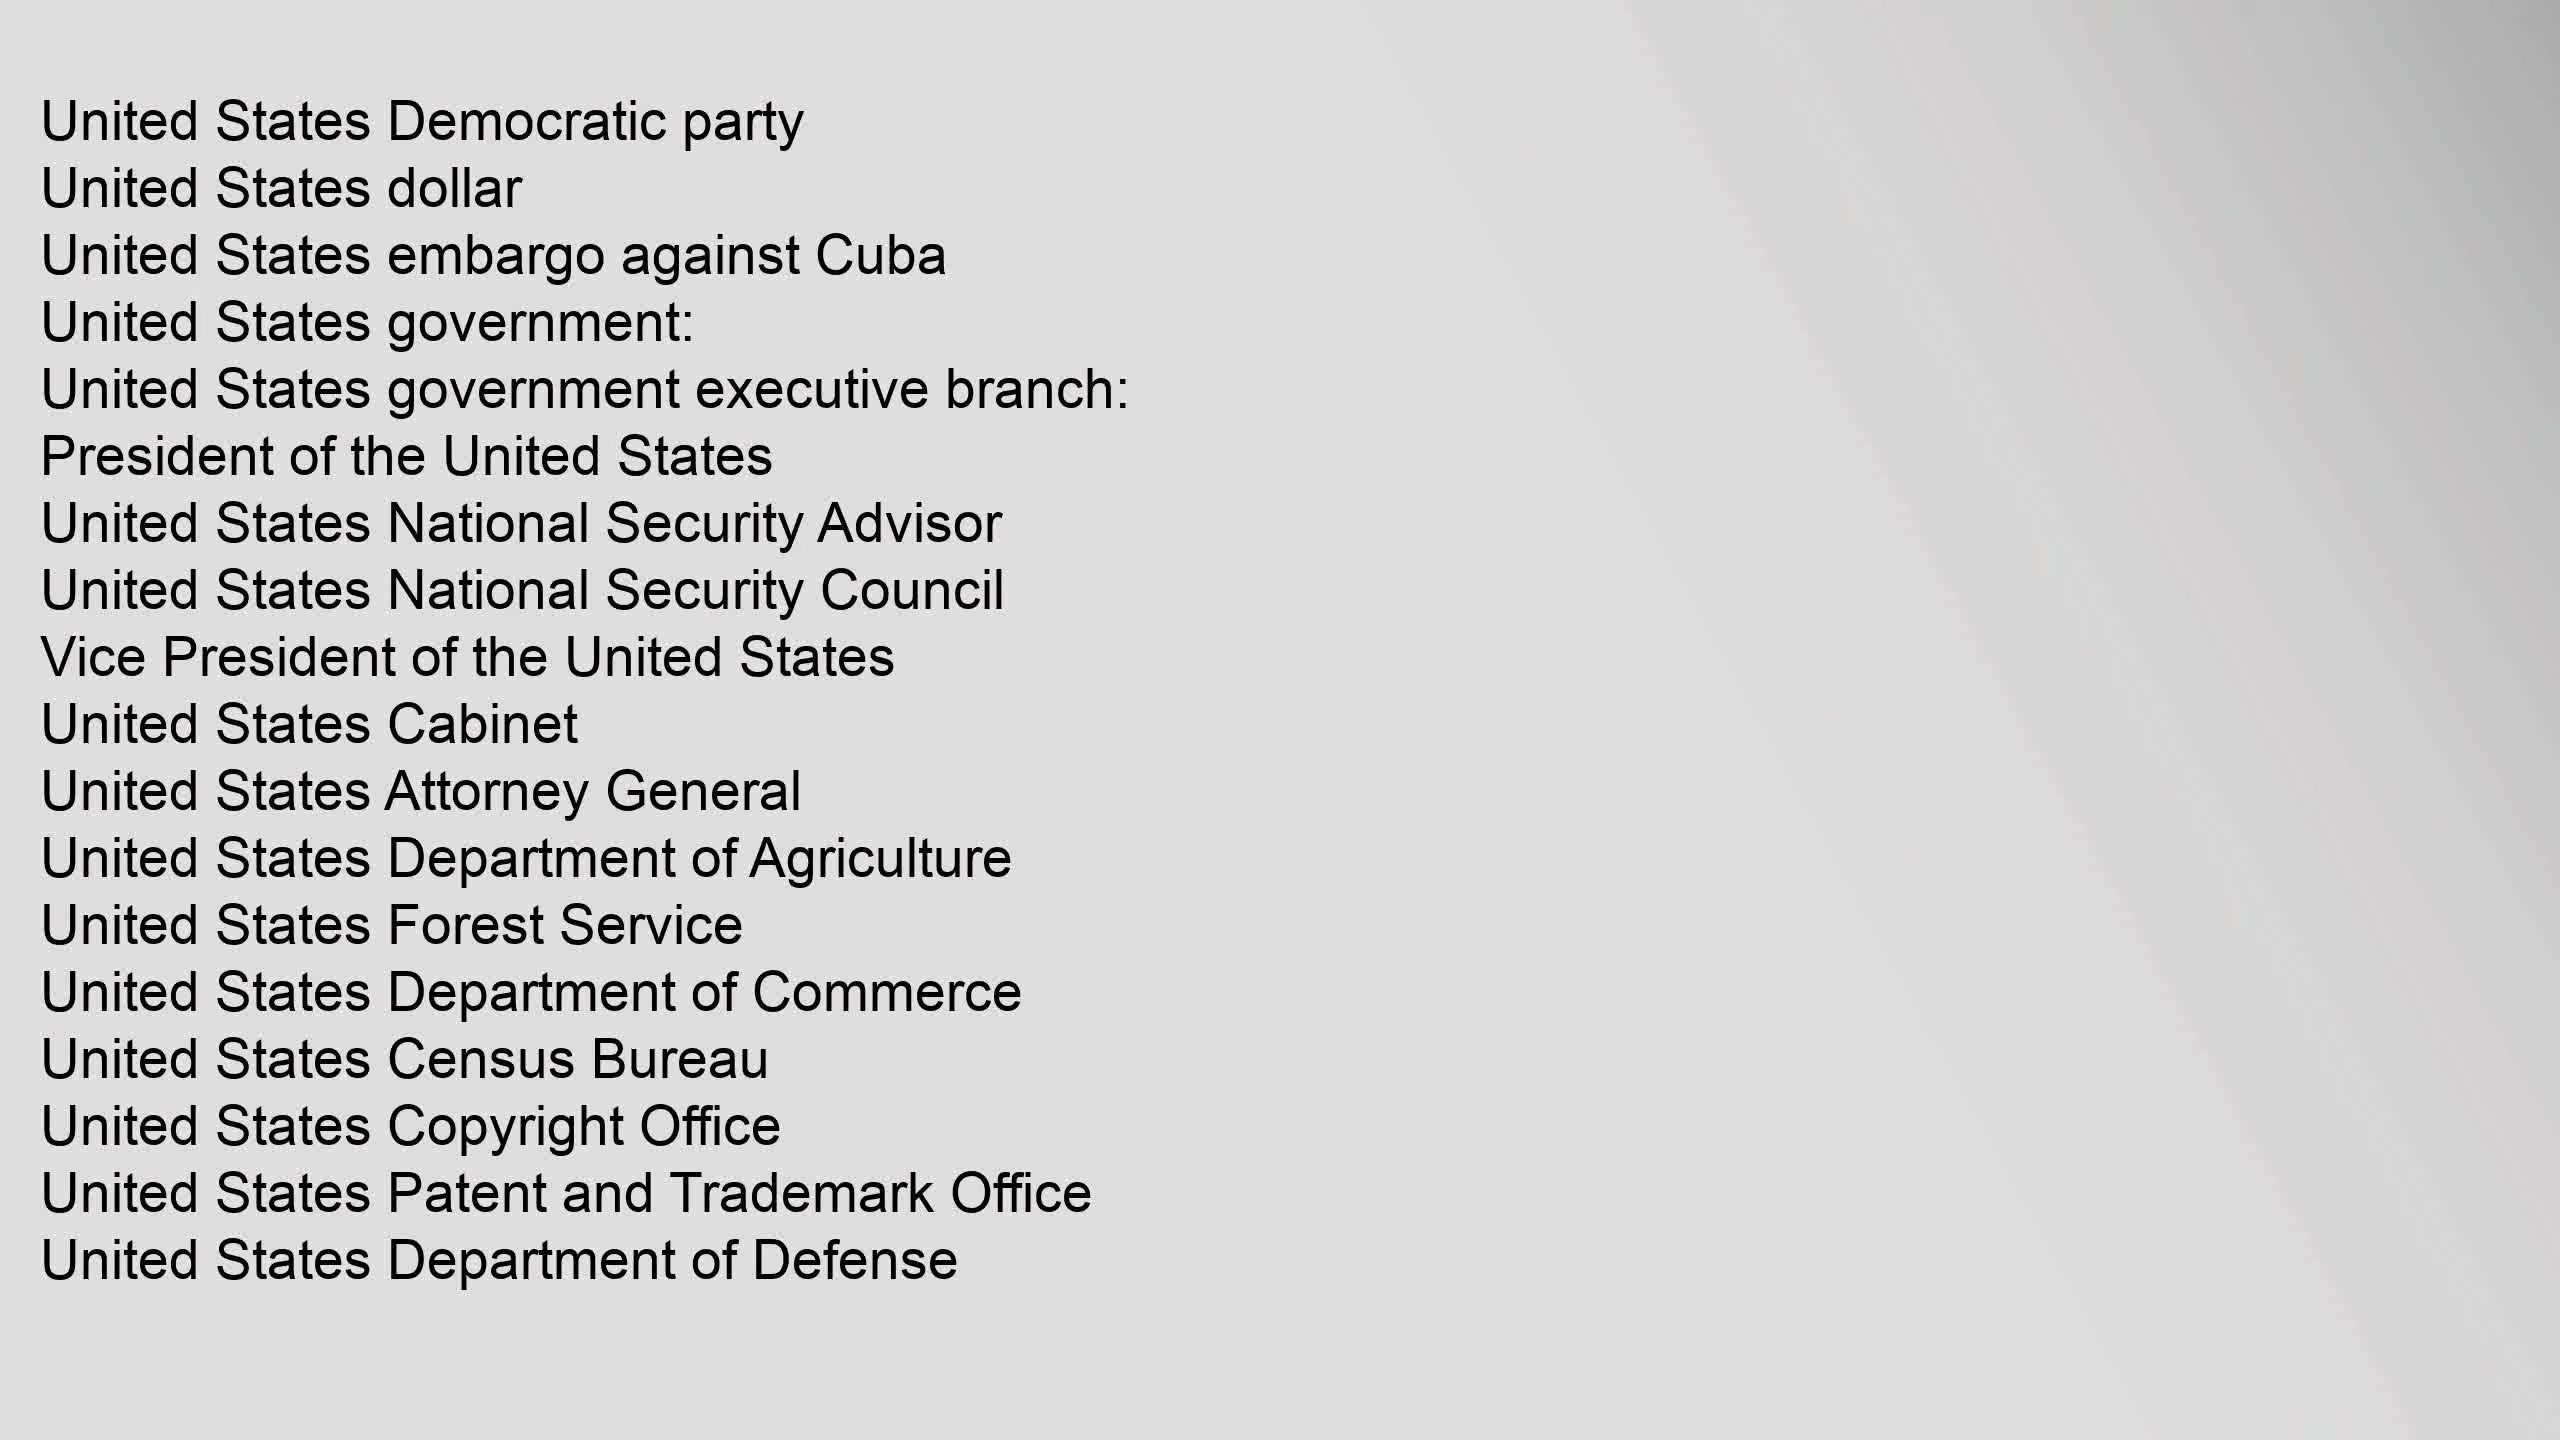 United States Democratic party
United States dollar
United States embargo against Cuba
United States government:
United States government executive branch:
President of the United States
United States National Security Advisor
United States National Security Council
Vice President of the United States
United States Cabinet
United States Attorney General
United States Department of Agriculture
United States Forest Service
United States Department of Commerce
United States Census Bureau
United States Copyright Office
United States Patent and Trademark Office
United States Department of Defense